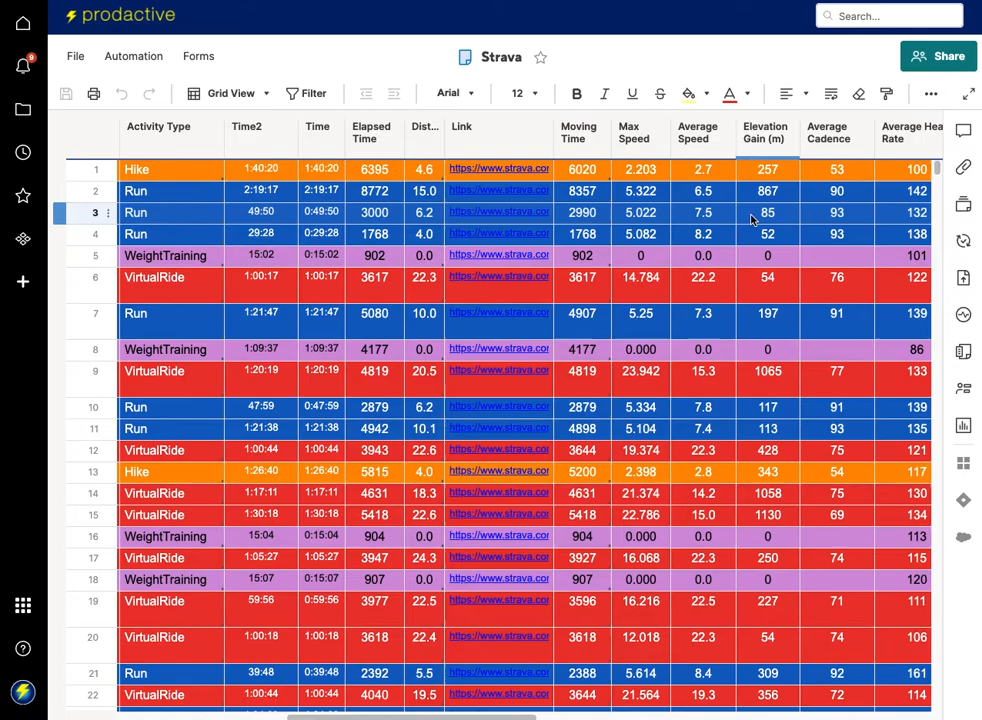 prodactive
Search...
File Automation Forms
Strava
Share
9
Grid View Filter Arial 12 B I U S A
Activity Type Time2 Time Elapsed Time Dist... Link Moving Time Max Speed Average Speed Elevation Gain (m) Average Cadence Average Hea Rate
1 Hike 1:40:20 1:40:20 6395 4.6 https://www.strava.cor 6020 2.203 2.7 257 53 100
2 Run 2:19:17 2:19:17 8772 15.0 https://www.strava.cor 8357 5.322 6.5 867 90 142
3 Run 49:50 0:49:50 3000 6.2 https://www.strava.cor 2990 5.022 7.5 85 93 132
4 Run 29:28 0:29:28 1768 4.0 https://www.strava.cor 1768 5.082 8.2 52 93 138
5 WeightTraining 15:02 0:15:02 902 0.0 https://www.strava.cor 902 0 0.0 0 101
6 VirtualRide 1:00:17 1:00:17 3617 22.3 https://www.strava.cor 3617 14.784 22.2 54 76 122
7 Run 1:21:47 1:21:47 5080 10.0 https://www.strava.cor 4907 5.25 7.3 197 91 139
8 WeightTraining 1:09:37 1:09:37 4177 0.0 https://www.strava.cor 4177 0.000 0.0 0 86
9 VirtualRide 1:20:19 1:20:19 4819 20.5 https://www.strava.cor 4819 23.942 15.3 1065 77 133
10 Run 47:59 0:47:59 2879 6.2 https://www.strava.cor 2879 5.334 7.8 117 91 139
11 Run 1:21:38 1:21:38 4942 10.1 https://www.strava.cor 4898 5.104 7.4 113 93 135
12 VirtualRide 1:00:44 1:00:44 3943 22.6 https://www.strava.cor 3644 19.374 22.3 428 75 121
13 Hike 1:26:40 1:26:40 5815 4.0 https://www.strava.cor 5200 2.398 2.8 343 54 117
14 VirtualRide 1:17:11 1:17:11 4631 18.3 https://www.strava.cor 4631 21.374 14.2 1058 75 130
15 VirtualRide 1:30:18 1:30:18 5418 22.6 https://www.strava.cor 5418 22.786 15.0 1130 69 134
16 WeightTraining 15:04 0:15:04 904 0.0 https://www.strava.cor 904 0.000 0.0 0 113
17 VirtualRide 1:05:27 1:05:27 3947 24.3 https://www.strava.cor 3927 16.068 22.3 250 74 115
18 WeightTraining 15:07 0:15:07 907 0.0 https://www.strava.cor 907 0.000 0.0 0 120
19 VirtualRide 59:56 0:59:56 3977 22.5 https://www.strava.cor 3596 16.216 22.5 227 71 111
20 VirtualRide 1:00:18 1:00:18 3618 22.4 https://www.strava.cor 3618 12.018 22.3 54 74 106
21 Run 39:48 0:39:48 2392 5.5 https://www.strava.cor 2388 5.614 8.4 309 92 161
22 VirtualRide 1:00:44 1:00:44 4040 19.5 https://www.strava.cor 3644 21.564 19.3 356 72 114